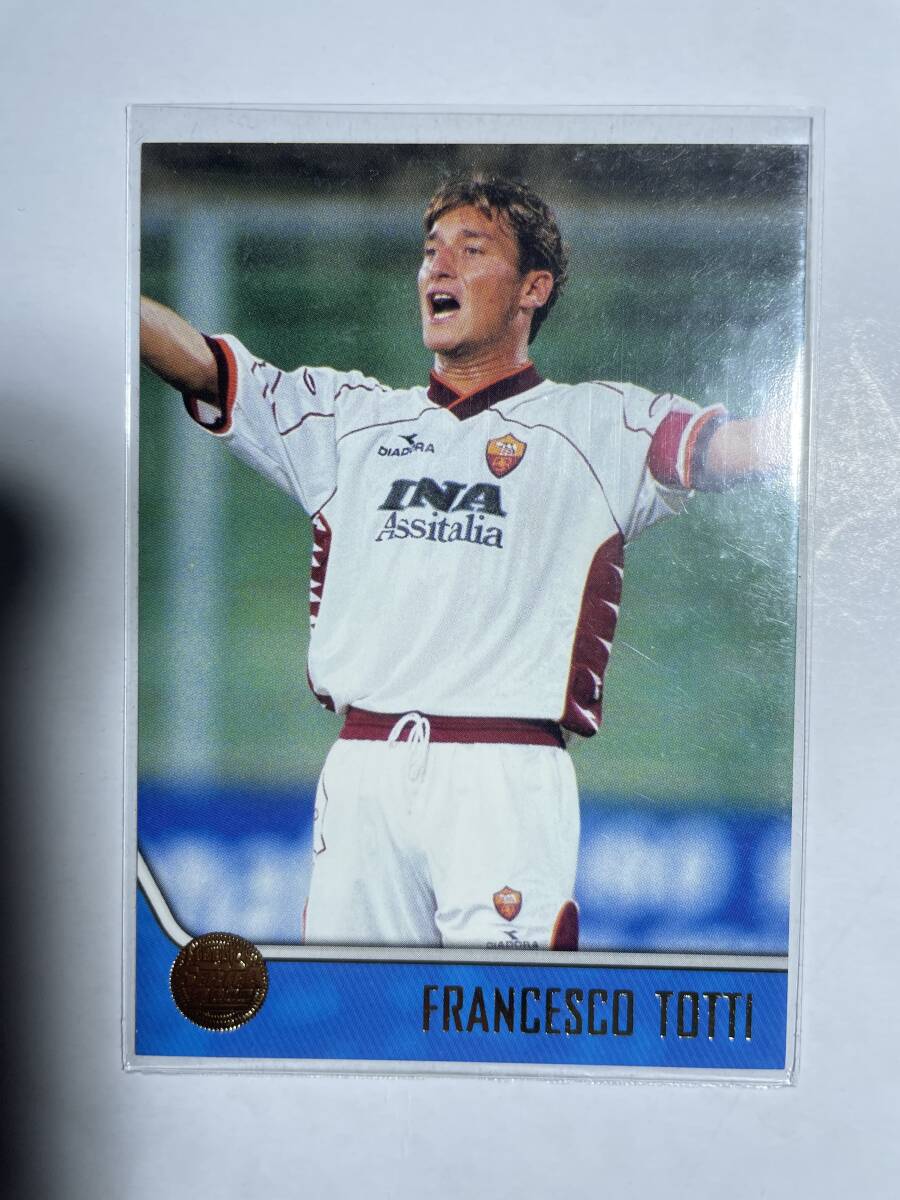 DIADORA
INA
Assitalia
DIADORA
FRANCESCO TOTTI